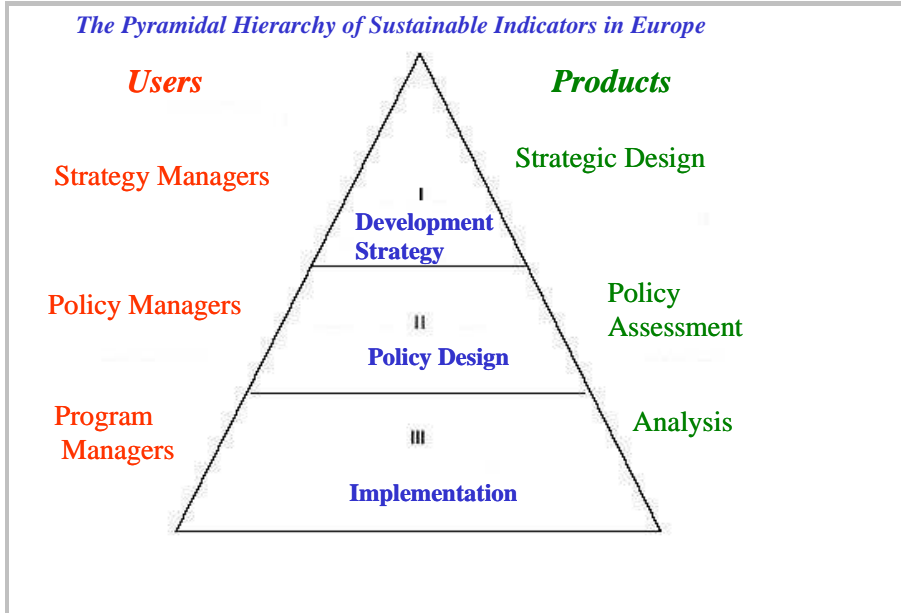 The Pyramidal Hierarchy of Sustainable Indicators in Europe
Users
Products
Strategy Managers
Strategic Design
I
Development
Strategy
Policy Managers
Policy
Assessment
II
Policy Design
Program
Managers
Analysis
III
Implementation